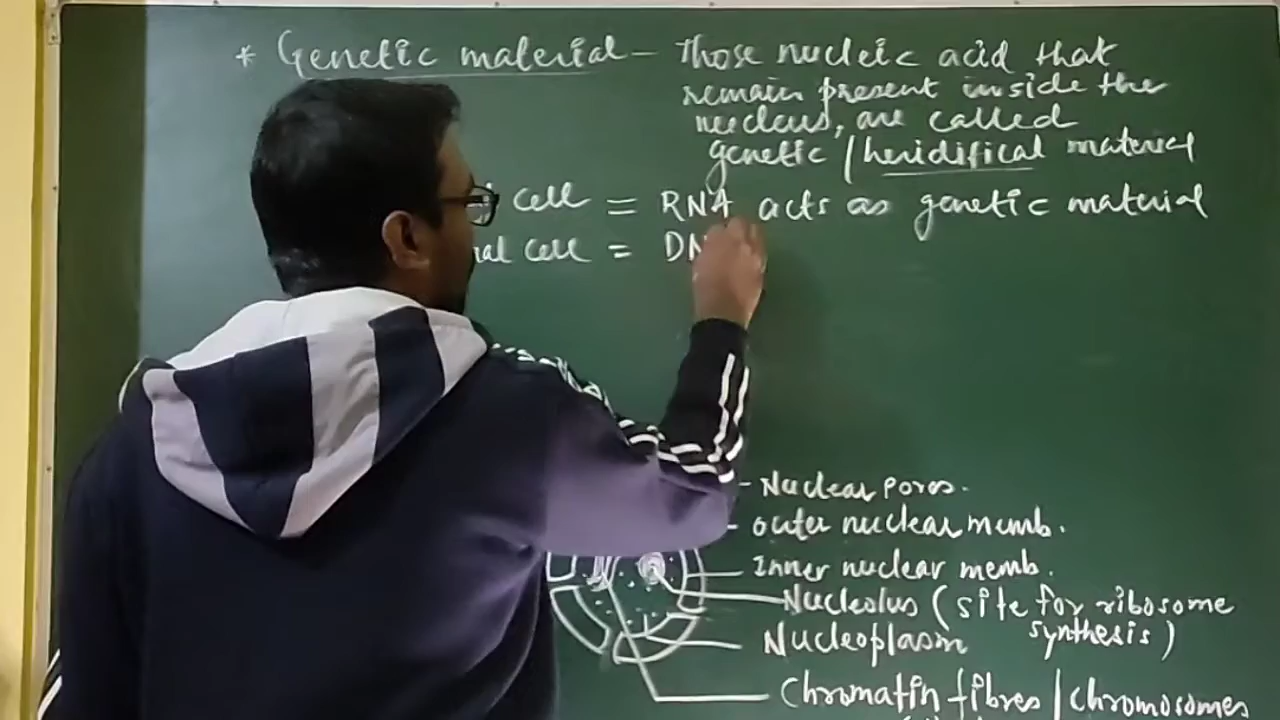 * Genetic material - Those nucleic acid that
remain present inside the
nucleus, are called
genetic / heridifical material
cell = RNA acts as genetic material
cell = DN
- Nuclear Pores.
- Outer nuclear memb.
Inner nuclear memb.
Nucleolus (site for ribosome
synthesis)
Nucleoplasm
Chromatin fibres / chromosomes